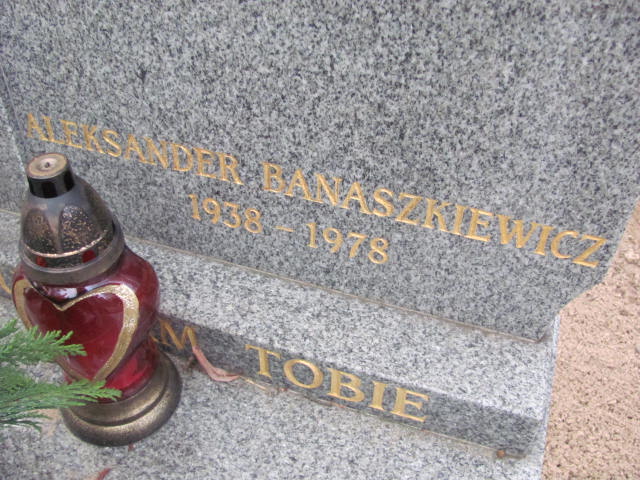 ALEKSANDER BANASZKIEWICZ
1938 - 1978
TOBIE